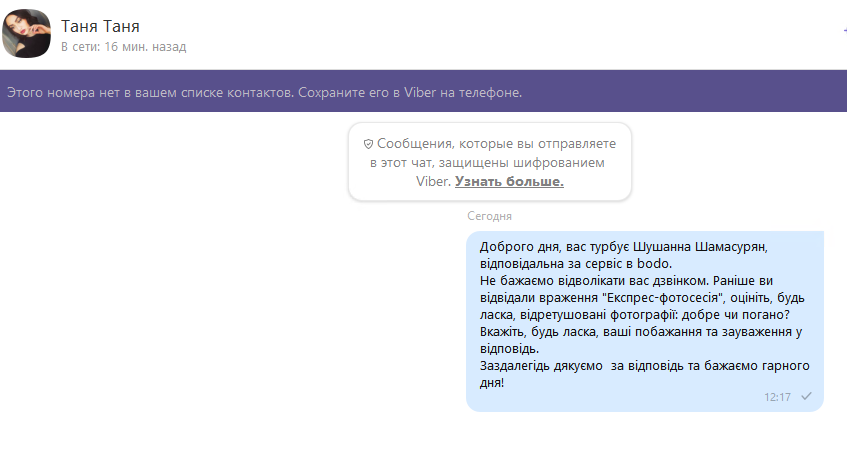 Таня Таня
В сети: 16 мин. назад
Этого номера нет в вашем списке контактов. Сохраните его в Viber на телефоне.
Сообщения, которые вы отправляете
в этот чат, защищены шифрованием
Viber. Узнать больше.
Сегодня
Доброго дня, вас турбує Шушанна Шамасурян,
відповідальна за сервіс в bodo.
Не бажаємо відволікати вас дзвінком. Раніше ви
відвідали враження "Експрес-фотосесія", оцініть, будь
ласка, відретушовані фотографії: добре чи погано?
Вкажіть, будь ласка, ваші побажання та зауваження у
відповідь.
Заздалегідь дякуємо  за відповідь та бажаємо гарного
дня!
12:17